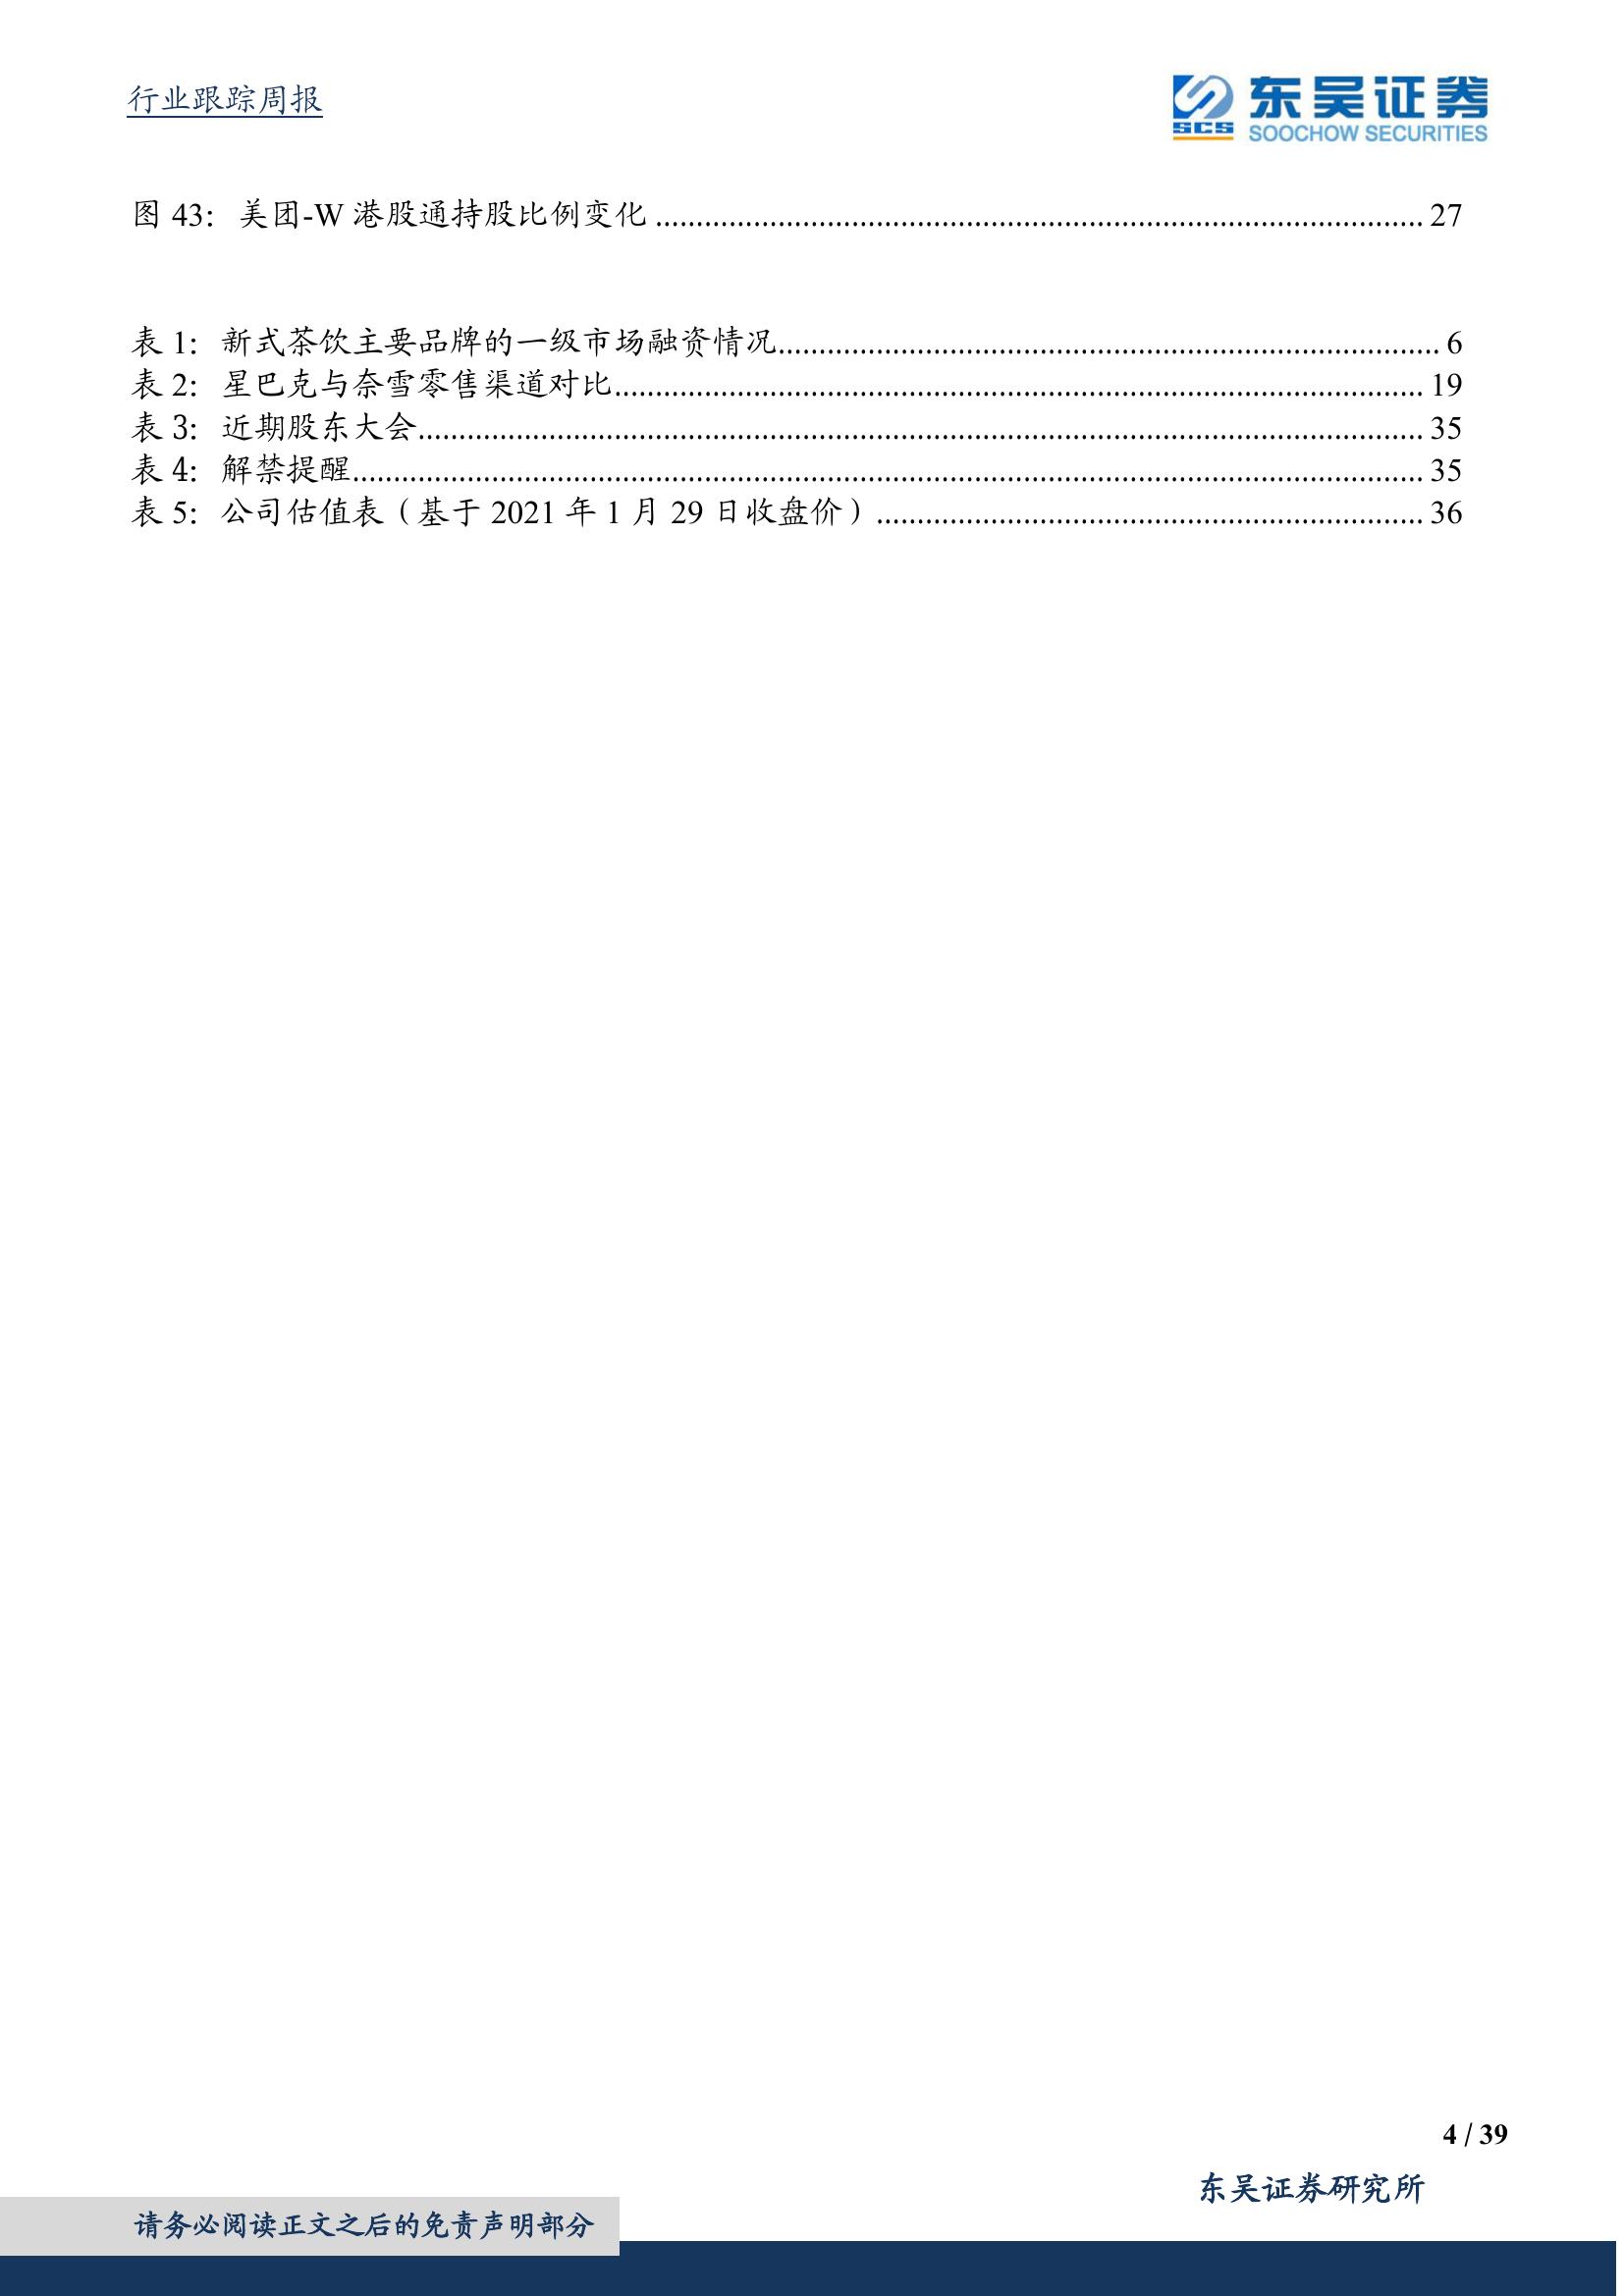 行业跟踪周报
SCS
东吴证券
SOOCHOW SECURITIES
图 43：美团-W 港股通持股比例变化 ........ 27
表 1：新式茶饮主要品牌的一级市场融资情况........ 6
表 2：星巴克与奈雪零售渠道对比........ 19
表 3：近期股东大会........ 35
表 4：解禁提醒........ 35
表 5：公司估值表（基于 2021 年 1 月 29 日收盘价）........ 36
4 / 39
东吴证券研究所
请务必阅读正文之后的免责声明部分